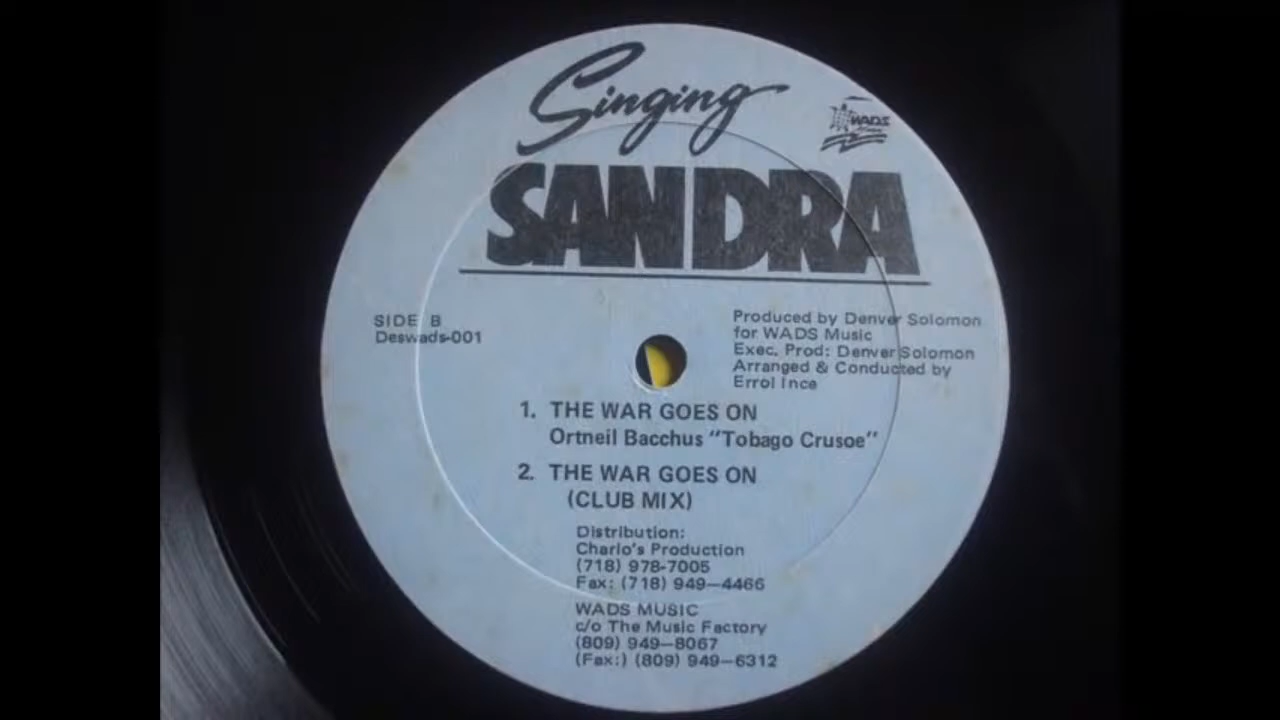 Singing
SANDRA
WADS
SIDE B
Deswads-001
Produced by Denver Solomon
for WADS Music
Exec. Prod: Denver Solomon
Arranged & Conducted by
Errol Ince
1. THE WAR GOES ON
Ortneil Bacchus "Tobago Crusoe"
2. THE WAR GOES ON
(CLUB MIX)
Distribution:
Charlo's Production
(718) 978-7005
Fax: (718) 949-4466
WADS MUSIC
c/o The Music Factory
(809) 949-8067
(Fax:) (809) 949-6312